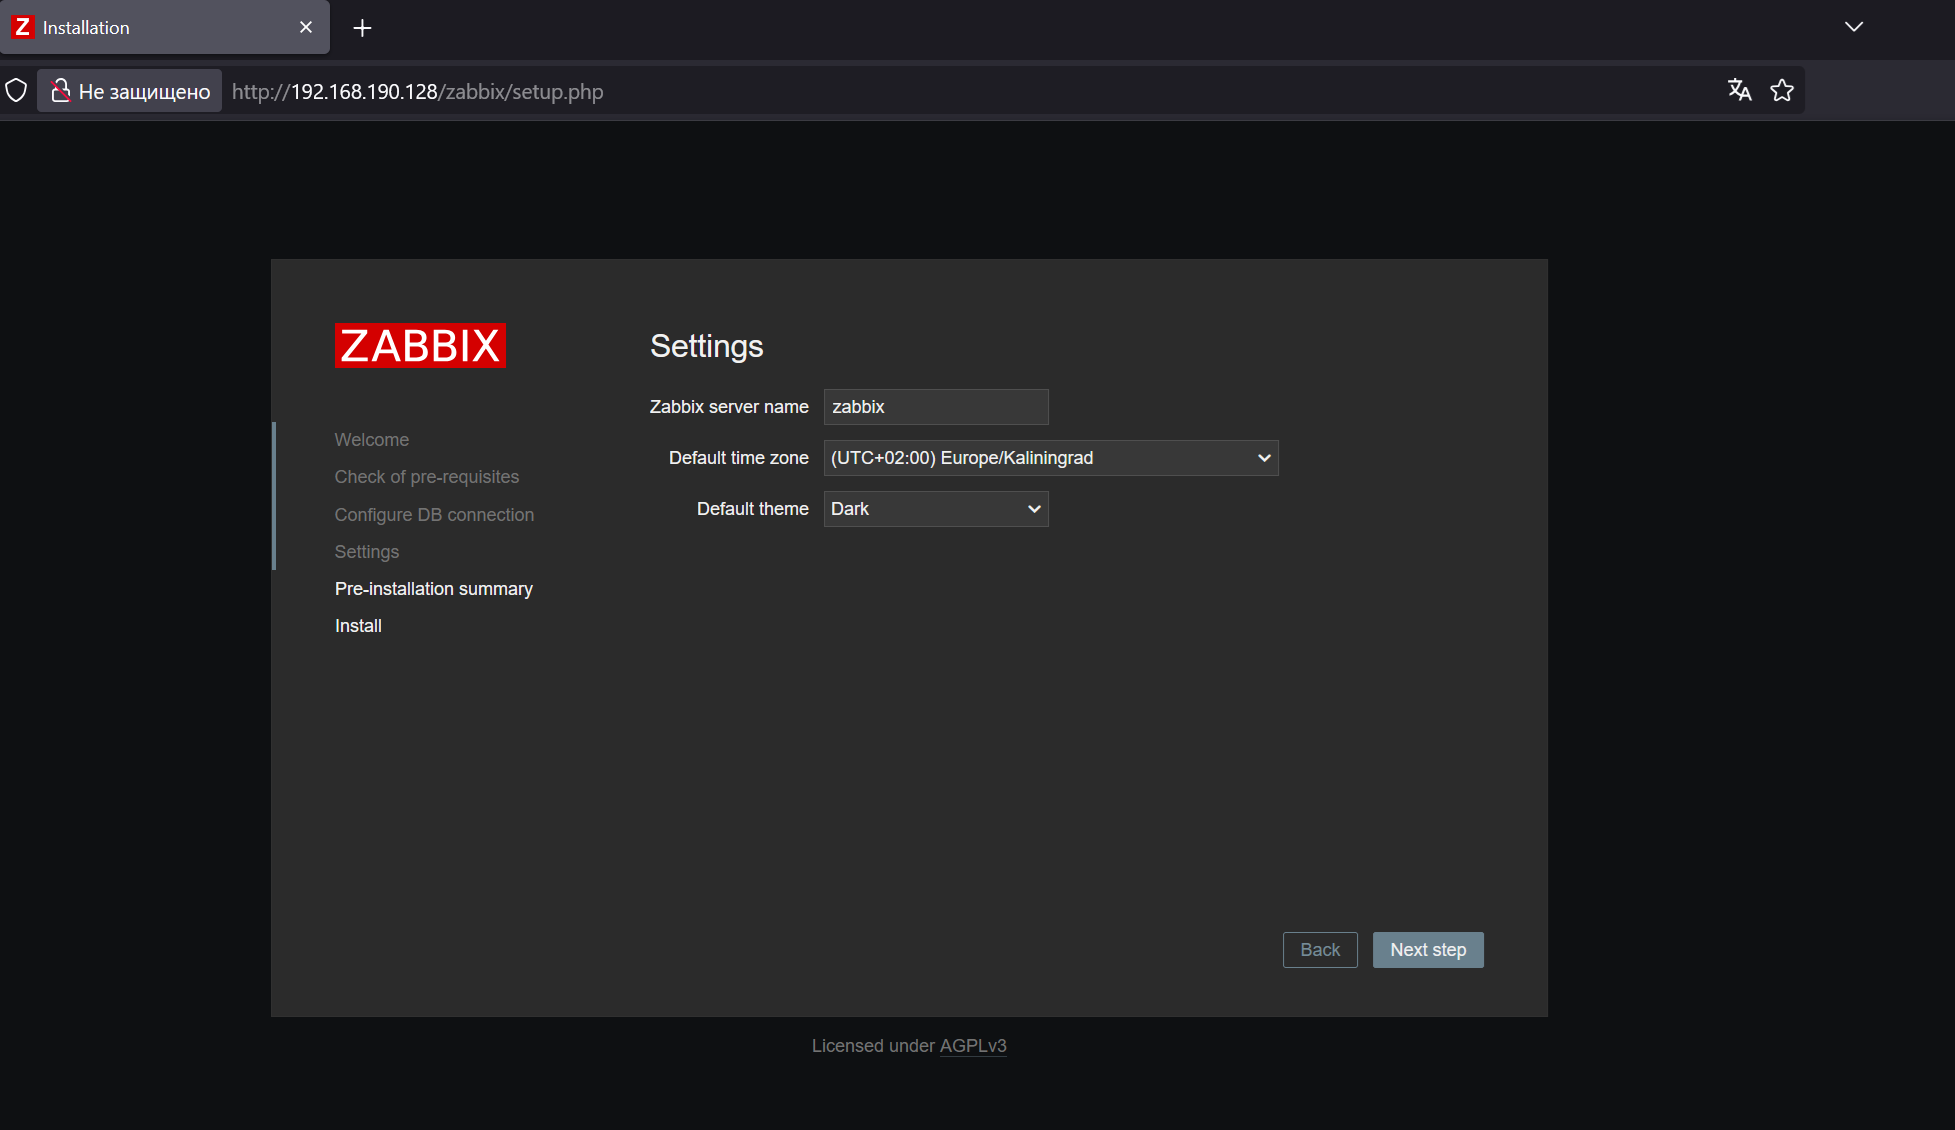 Z Installation
Не защищено http://192.168.190.128/zabbix/setup.php
ZABBIX
Welcome
Check of pre-requisites
Configure DB connection
Settings
Pre-installation summary
Install
Settings
Zabbix server name zabbix
Default time zone (UTC+02:00) Europe/Kaliningrad
Default theme Dark
Back Next step
Licensed under AGPLv3